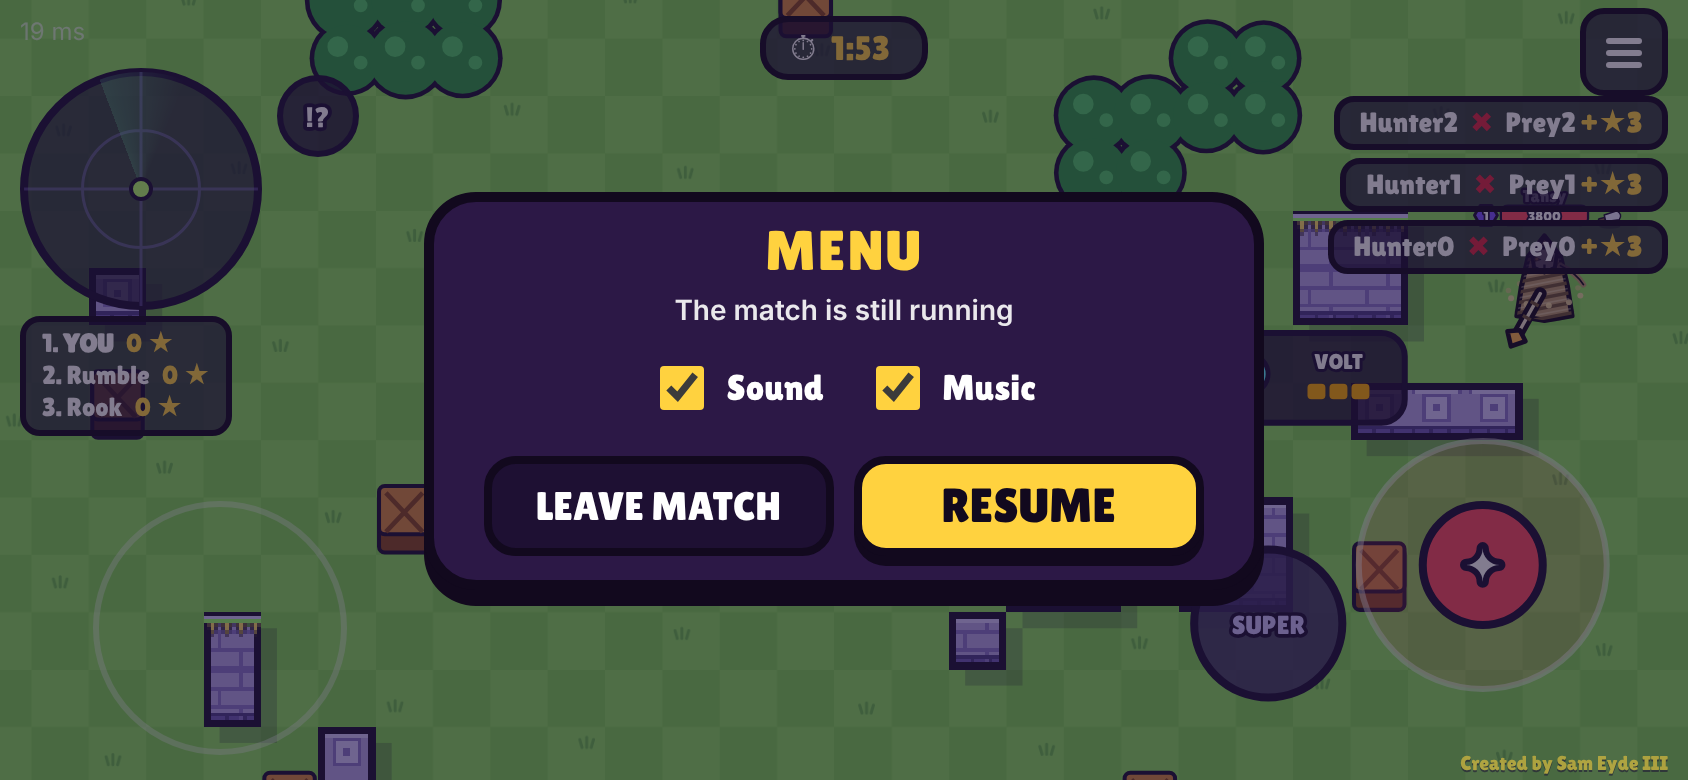 19 ms
1:53
!?
Hunter2 ✖ Prey2 +★3
Hunter1 ✖ Prey1 +★3
3800
Hunter0 ✖ Prey0 +★3
1. YOU 0 ★
2. Rumble 0 ★
3. Rook 0 ★
MENU
The match is still running
Sound
Music
LEAVE MATCH
RESUME
VOLT
SUPER
Created by Sam Eyde III